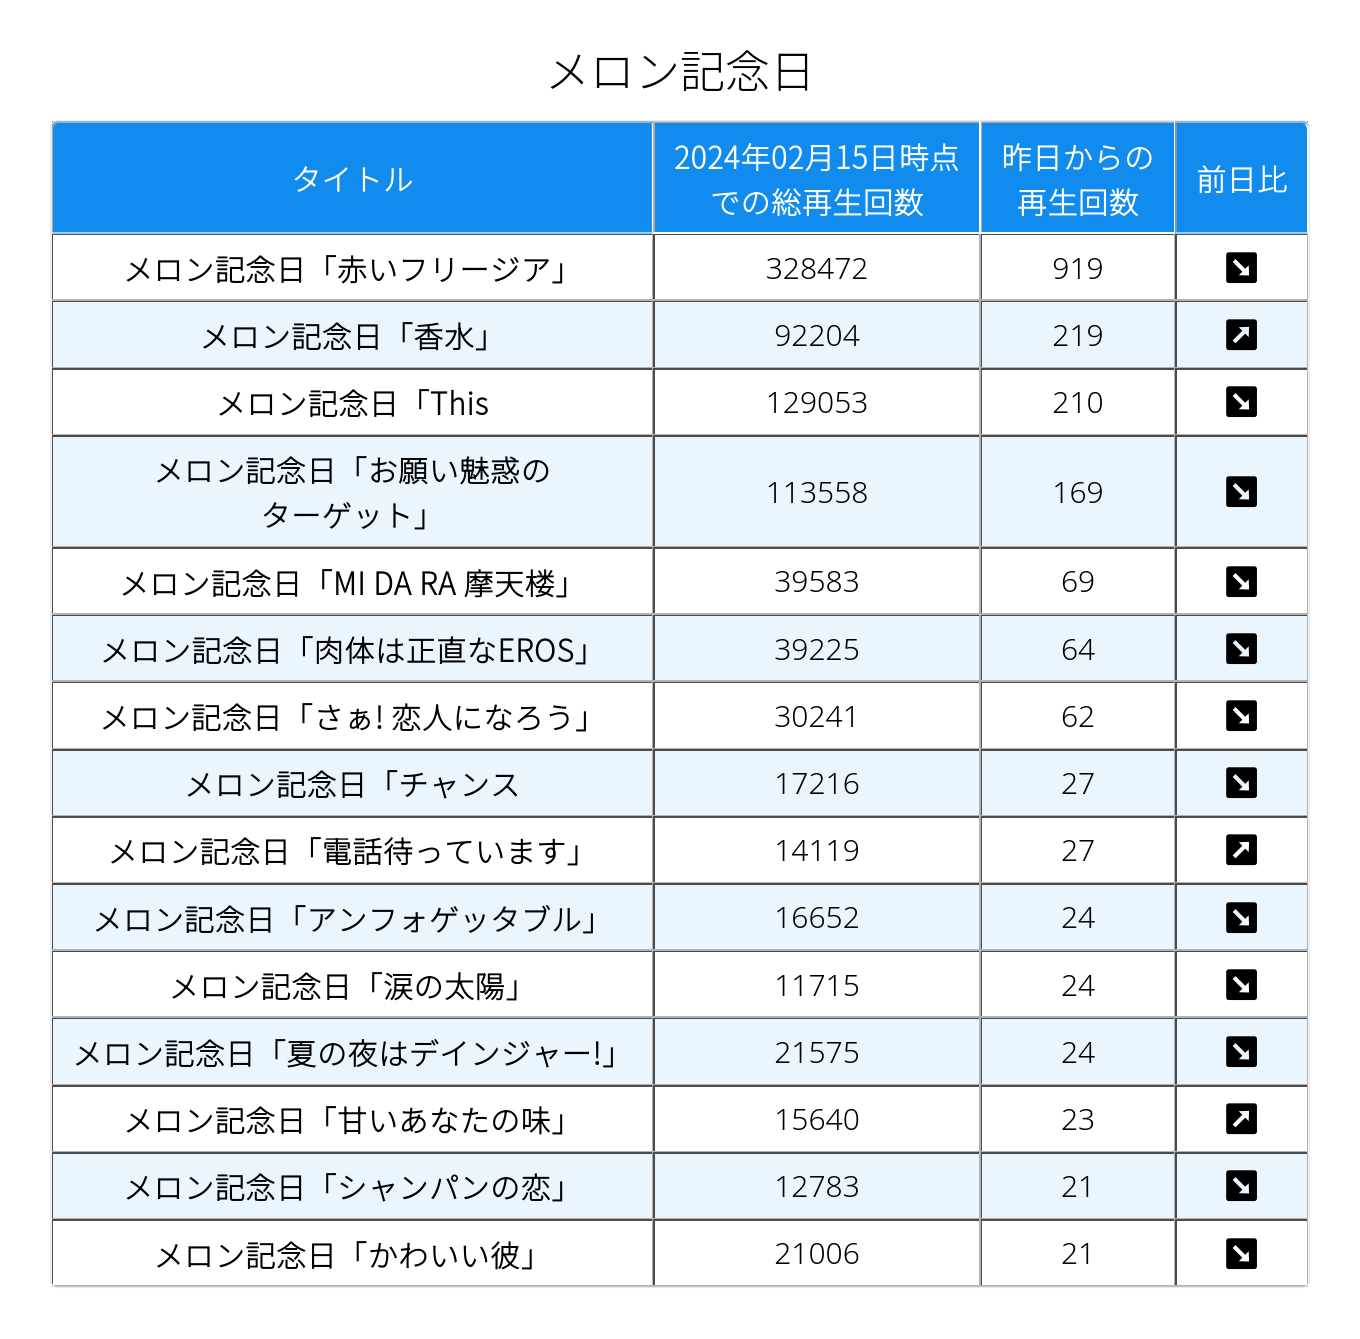 メロン記念日
タイトル
2024年02月15日時点
での総再生回数
昨日からの
再生回数
前日比
メロン記念日「赤いフリージア」 328472 919 ↘
メロン記念日「香水」 92204 219 ↗
メロン記念日「This 129053 210 ↘
メロン記念日「お願い魅惑の
ターゲット」 113558 169 ↘
メロン記念日「MI DA RA 摩天楼」 39583 69 ↘
メロン記念日「肉体は正直なEROS」 39225 64 ↘
メロン記念日「さぁ! 恋人になろう」 30241 62 ↘
メロン記念日「チャンス 17216 27 ↘
メロン記念日「電話待っています」 14119 27 ↗
メロン記念日「アンフォゲッタブル」 16652 24 ↘
メロン記念日「涙の太陽」 11715 24 ↘
メロン記念日「夏の夜はデインジャー!」 21575 24 ↘
メロン記念日「甘いあなたの味」 15640 23 ↗
メロン記念日「シャンパンの恋」 12783 21 ↘
メロン記念日「かわいい彼」 21006 21 ↘